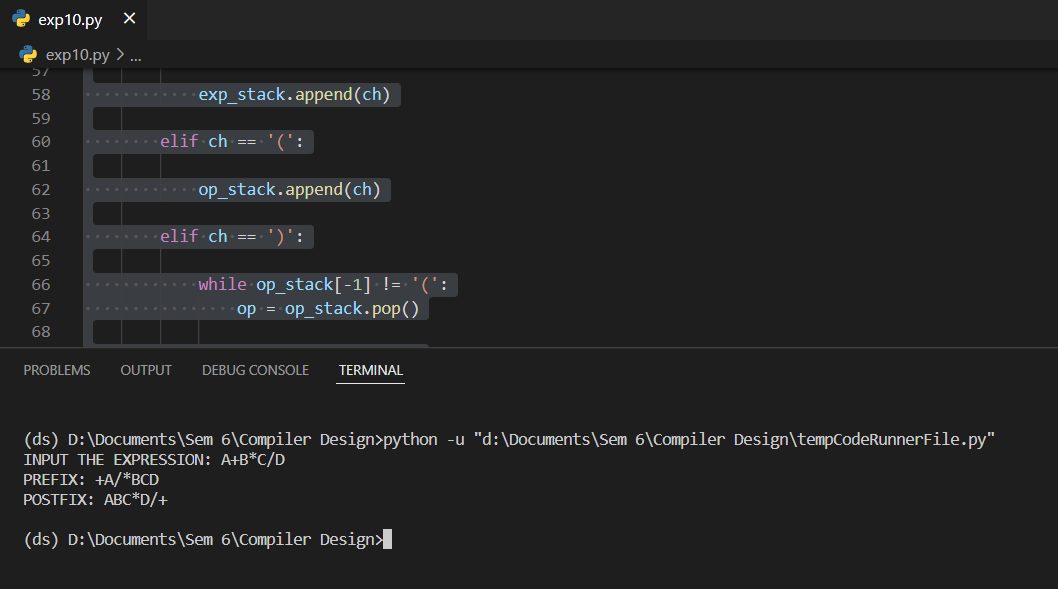 exp10.py ✕
exp10.py > ...
57
58 exp_stack.append(ch)
59
60 elif ch == '(':
61
62 op_stack.append(ch)
63
64 elif ch == ')':
65
66 while op_stack[-1] != '(':
67 op = op_stack.pop()
68
PROBLEMS OUTPUT DEBUG CONSOLE TERMINAL
(ds) D:\Documents\Sem 6\Compiler Design>python -u "d:\Documents\Sem 6\Compiler Design\tempCodeRunnerFile.py"
INPUT THE EXPRESSION: A+B*C/D
PREFIX: +A/*BCD
POSTFIX: ABC*D/+
(ds) D:\Documents\Sem 6\Compiler Design>